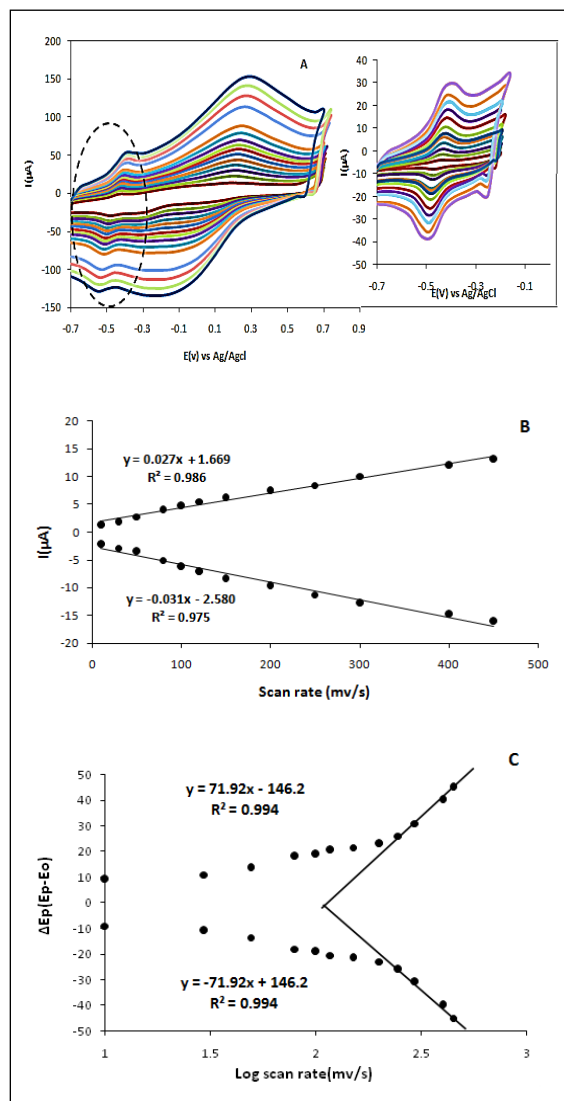 A
200
150
100
50
0
-50
-100
-150
I(µA)
-0.7 -0.5 -0.3 -0.1 0.1 0.3 0.5 0.7 0.9
E(v) vs Ag/AgCl
40
30
20
10
0
-10
-20
-30
-40
-50
I(µA)
-0.7 -0.5 -0.3 -0.1
E(V) vs Ag/AgCl
B
y = 0.027x + 1.669
R² = 0.986
20
15
10
5
0
-5
-10
-15
-20
I(µA)
y = -0.031x - 2.580
R² = 0.975
0 100 200 300 400 500
Scan rate (mv/s)
C
y = 71.92x - 146.2
R² = 0.994
50
40
30
20
10
0
-10
-20
-30
-40
-50
ΔEp(Ep-Eo)
y = -71.92x + 146.2
R² = 0.994
1 1.5 2 2.5 3
Log scan rate(mv/s)